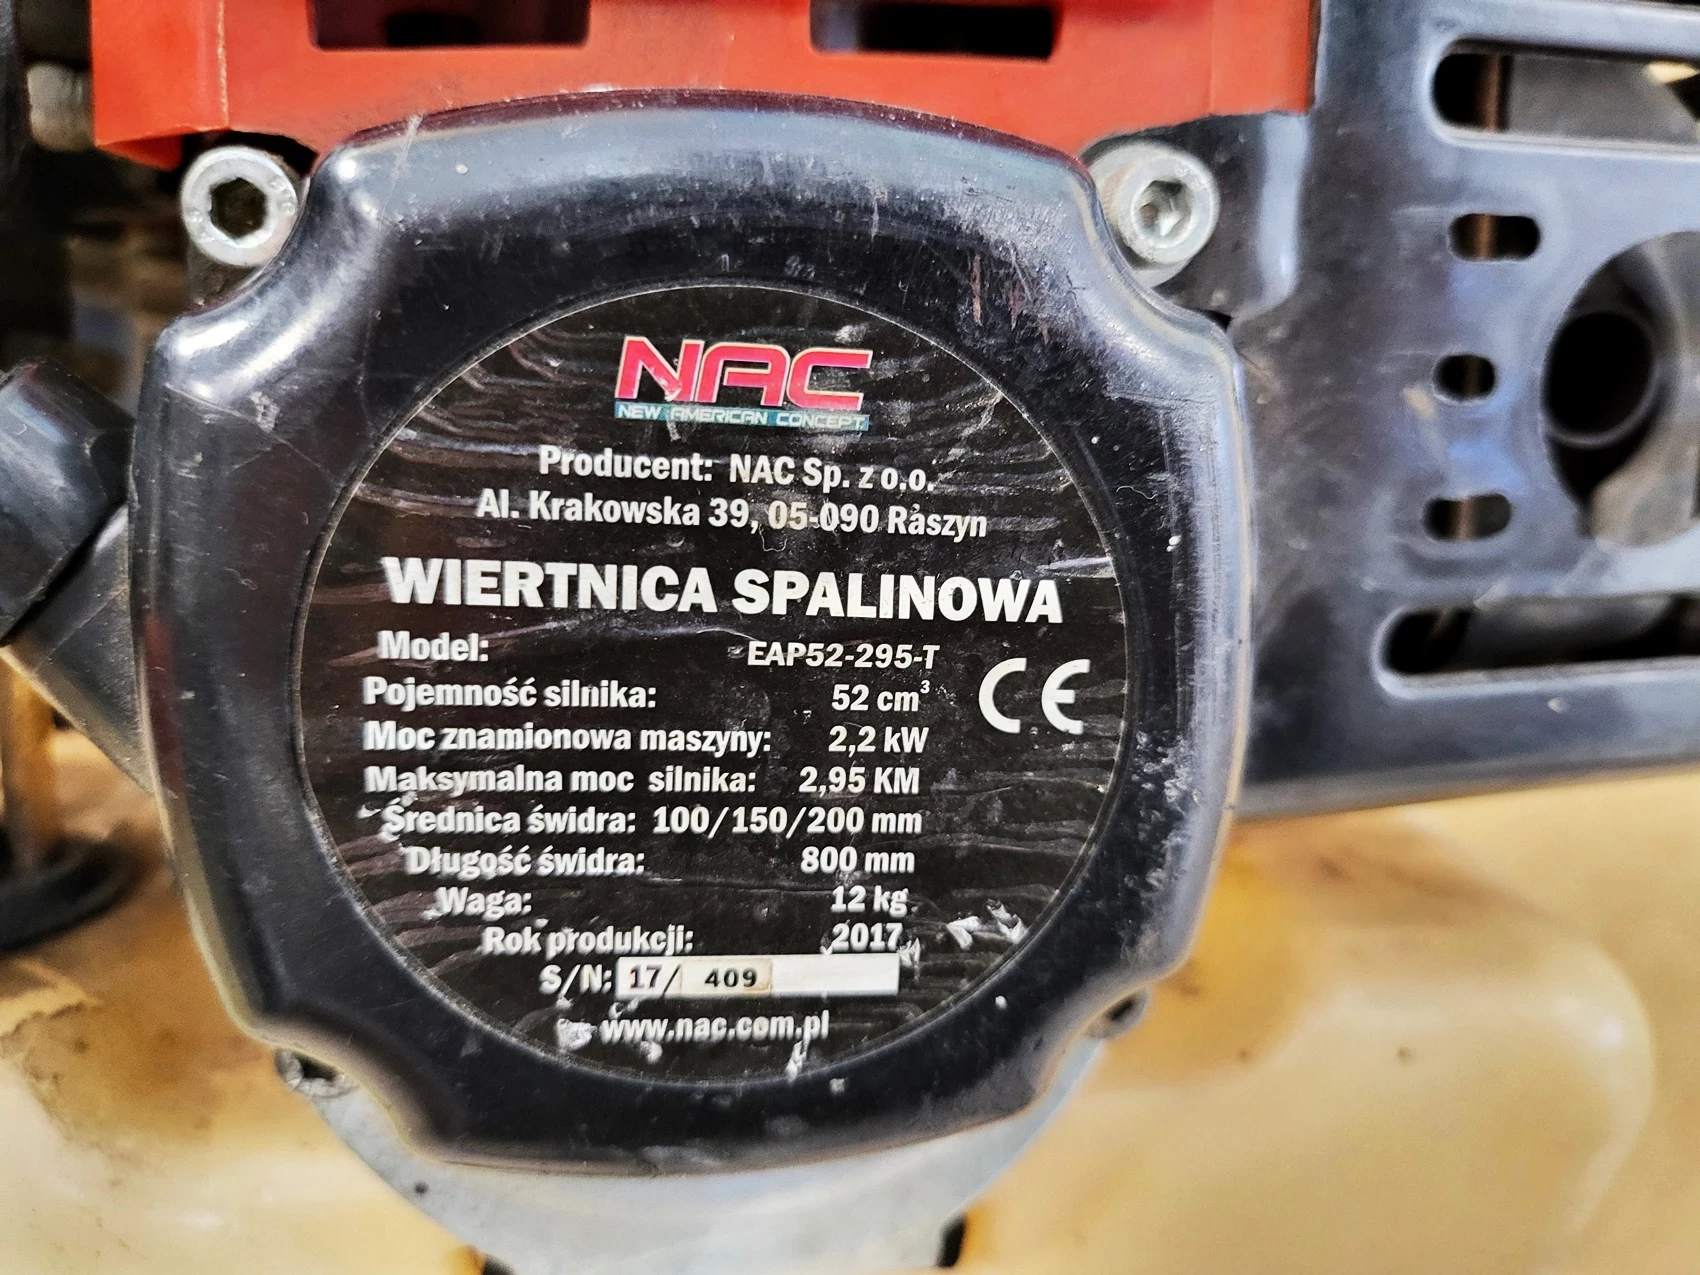 NAC
NEW AMERICAN CONCEPT
Producent: NAC Sp. z o.o.
Al. Krakowska 39, 05-090 Raszyn
WIERTNICA SPALINOWA
Model: EAP52-295-T
Pojemność silnika: 52 cm³
Moc znamionowa maszyny: 2,2 kW
Maksymalna moc silnika: 2,95 KM
Średnica świdra: 100/150/200 mm
Długość świdra: 800 mm
Waga: 12 kg
Rok produkcji: 2017
S/N: 17/ 409
www.nac.com.pl
CE